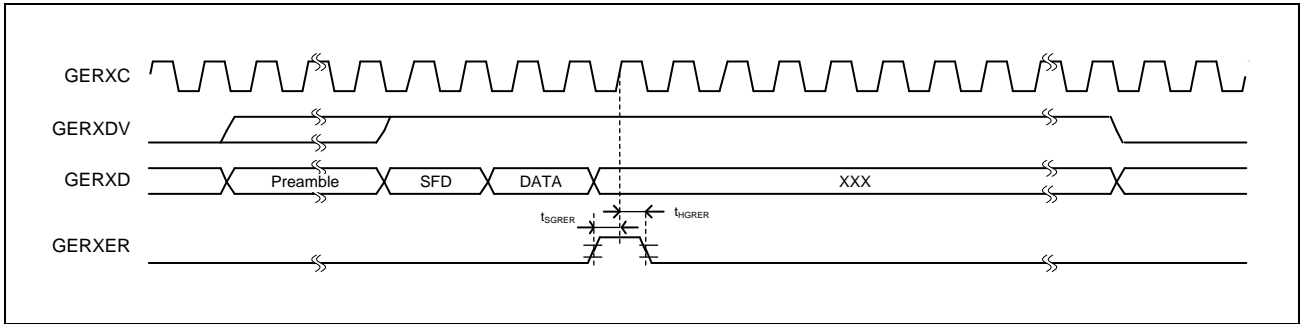 GERXC
GERXDV
GERXD Preamble SFD DATA XXX
tSGRER tHGRER
GERXER